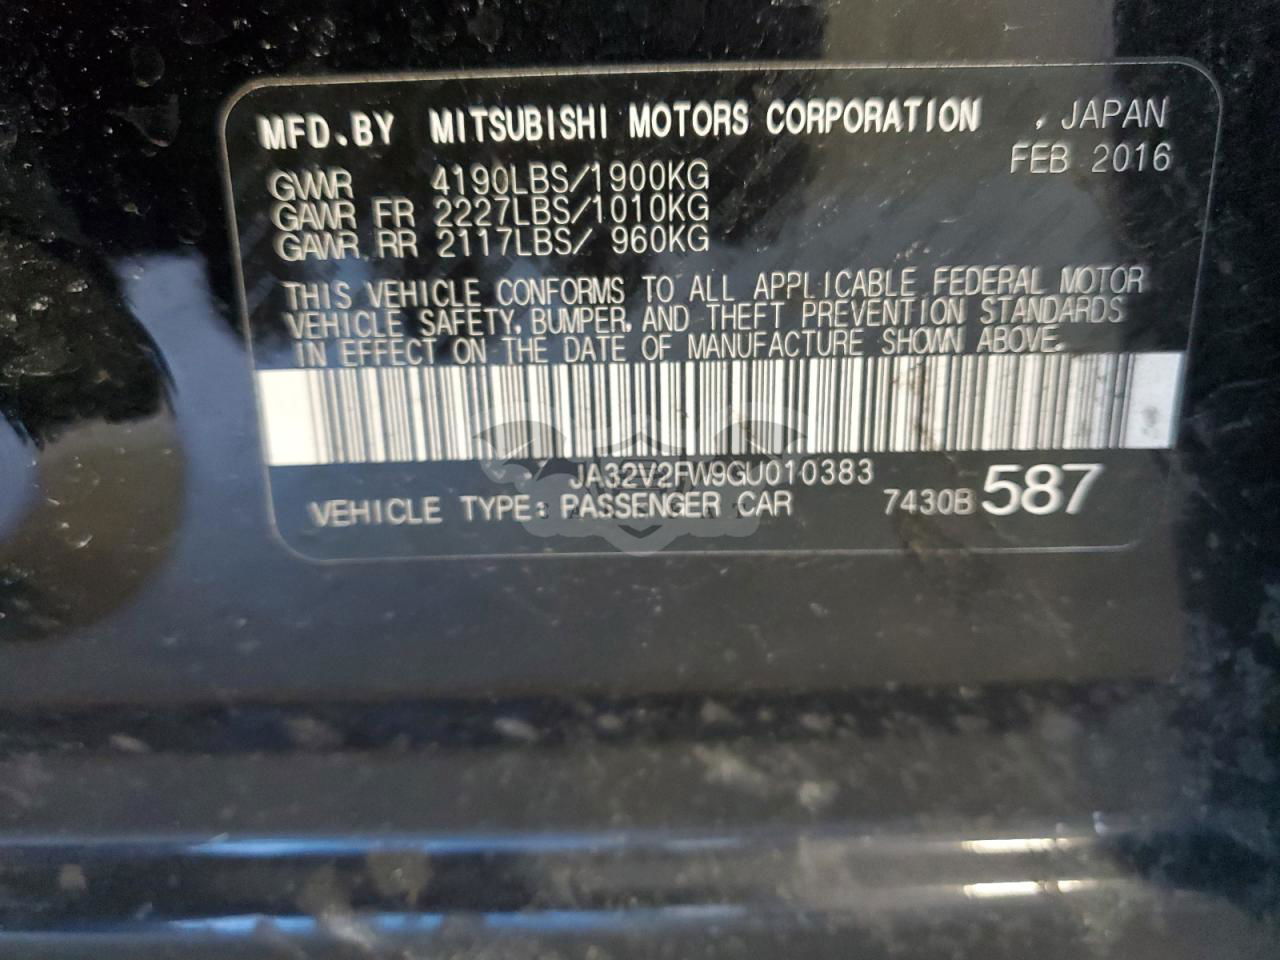 MFD.BY MITSUBISHI MOTORS CORPORATION , JAPAN
FEB 2016
GVWR 4190LBS/1900KG
GAWR FR 2227LBS/1010KG
GAWR RR 2117LBS/ 960KG
THIS VEHICLE CONFORMS TO ALL APPLICABLE FEDERAL MOTOR
VEHICLE SAFETY, BUMPER, AND THEFT PREVENTION STANDARDS
IN EFFECT ON THE DATE OF MANUFACTURE SHOWN ABOVE.
JA32V2FW9GU010383
VEHICLE TYPE: PASSENGER CAR 7430B 587